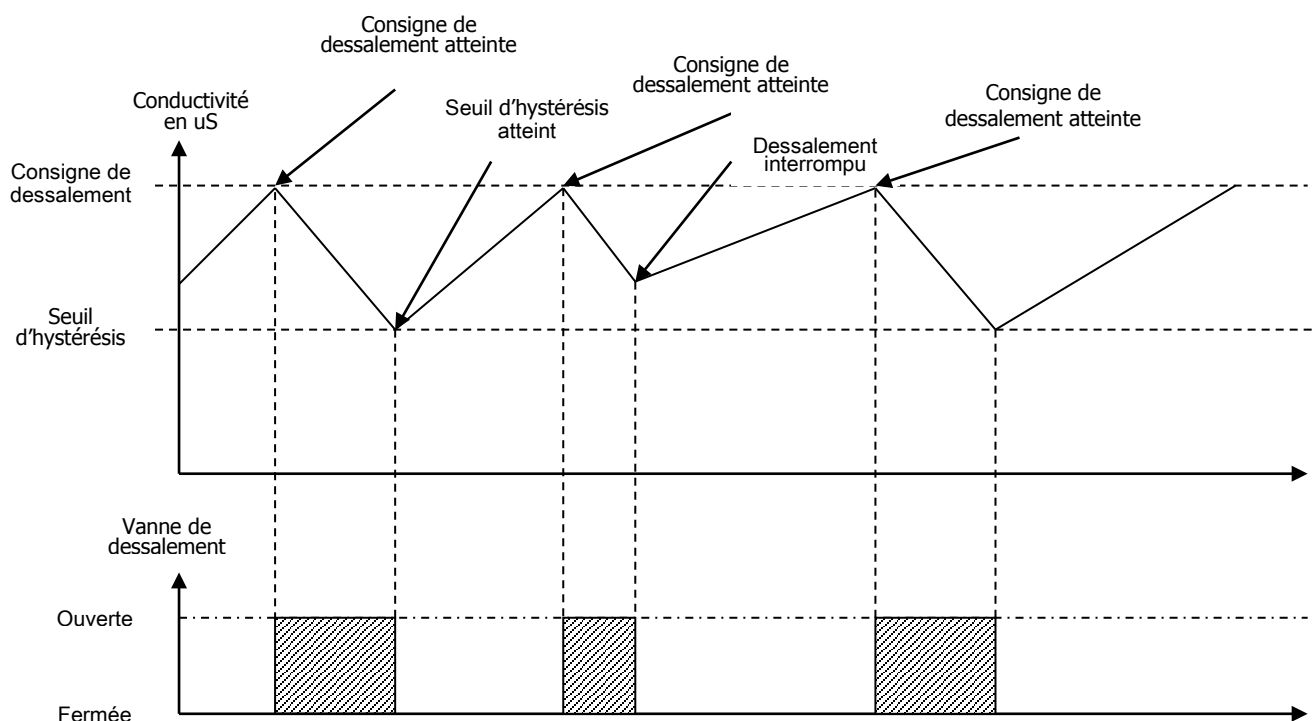 Consigne de
dessalement atteinte
Consigne de
dessalement atteinte
Consigne de
dessalement atteinte
Conductivité
en uS
Seuil d'hystérésis
atteint
Dessalement
interrompu
Consigne de
dessalement
Seuil
d'hystérésis
Vanne de
dessalement
Ouverte
Fermée